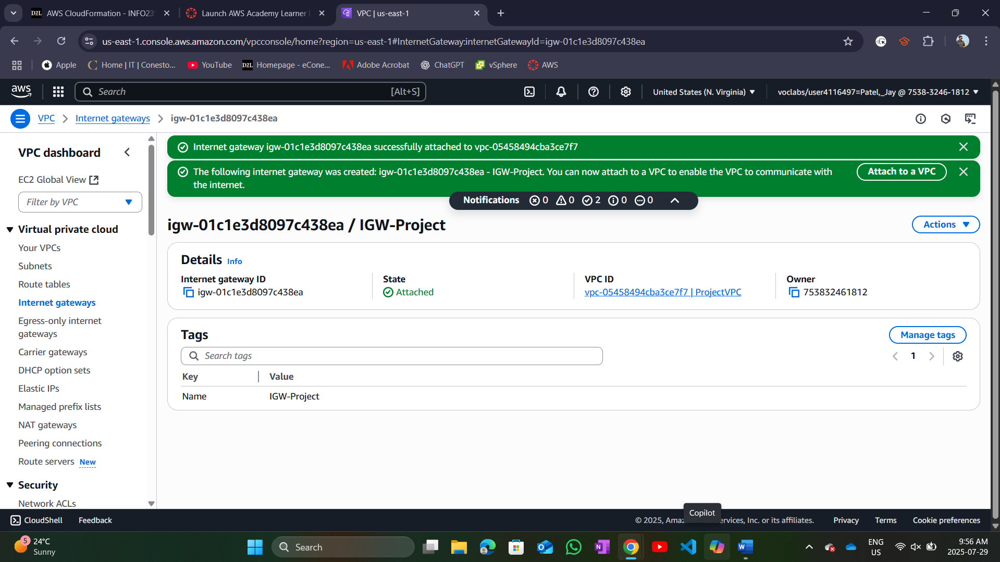 D2L AWS CloudFormation - INFO23
Launch AWS Academy Learner
VPC | us-east-1
us-east-1.console.aws.amazon.com/vpcconsole/home?region=us-east-1#InternetGateway:internetGatewayId=igw-01c1e3d8097c438ea
Apple
Home | IT | Conesto...
YouTube
D2L Homepage - eCone...
Adobe Acrobat
ChatGPT
vSphere
AWS
aws
Search [Alt+S]
United States (N. Virginia)
voclabs/user4116497=Patel,_Jay @ 7538-3246-1812
VPC
Internet gateways
igw-01c1e3d8097c438ea
VPC dashboard
EC2 Global View
Filter by VPC
Virtual private cloud
Your VPCs
Subnets
Route tables
Internet gateways
Egress-only internet
gateways
Carrier gateways
DHCP option sets
Elastic IPs
Managed prefix lists
NAT gateways
Peering connections
Route servers New
Security
Network ACLs
Internet gateway igw-01c1e3d8097c438ea successfully attached to vpc-05458494cba3ce7f7
The following internet gateway was created: igw-01c1e3d8097c438ea - IGW-Project. You can now attach to a VPC to enable the VPC to communicate with
the internet.
Attach to a VPC
Notifications 0 0 2 0 0
igw-01c1e3d8097c438ea / IGW-Project
Actions
Details Info
Internet gateway ID
igw-01c1e3d8097c438ea
State
Attached
VPC ID
vpc-05458494cba3ce7f7 | ProjectVPC
Owner
753832461812
Tags
Manage tags
Search tags
1
Key Value
Name IGW-Project
CloudShell
Feedback
Copilot
© 2025, Amaz ervices, Inc. or its affiliates.
Privacy
Terms
Cookie preferences
5
24°C
Sunny
Search
ENG
US
9:56 AM
2025-07-29